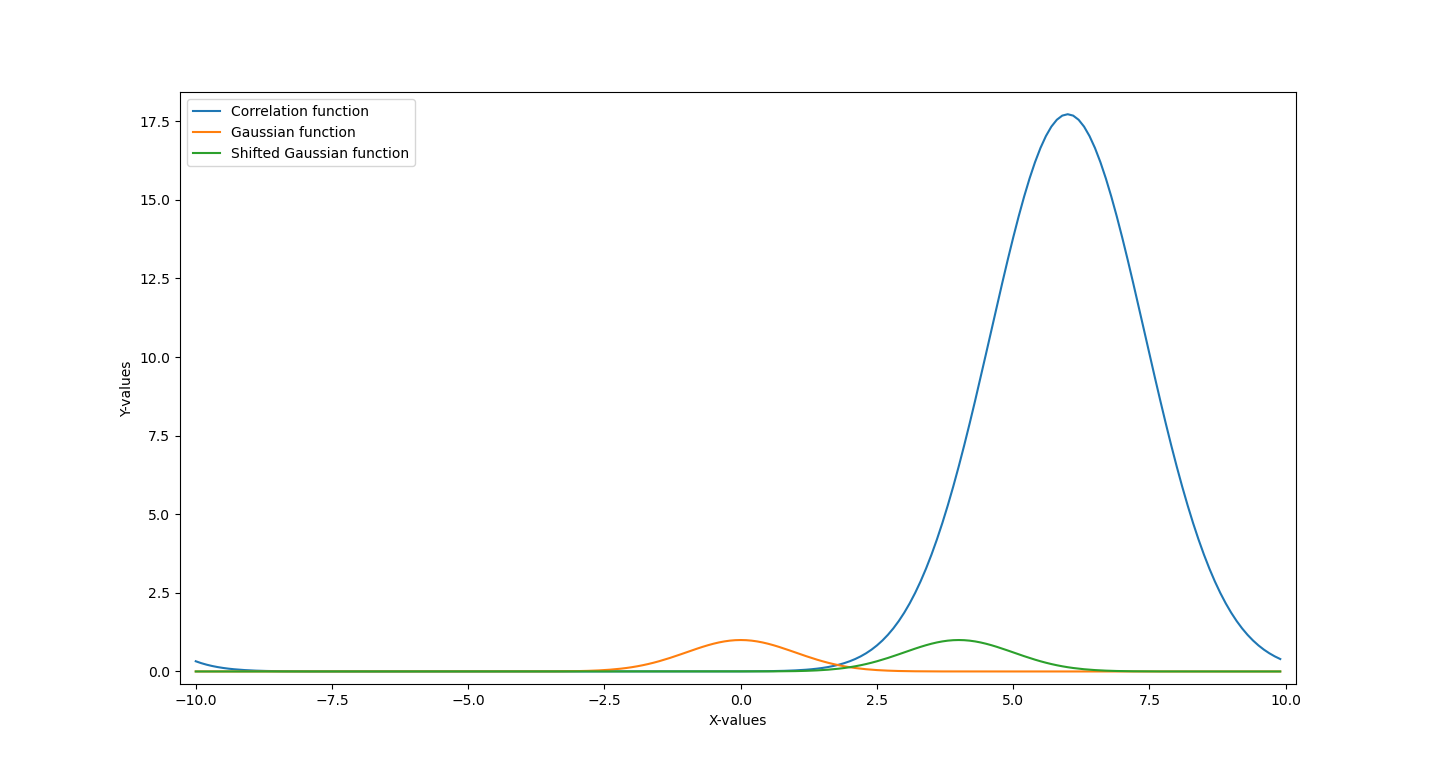 Correlation function
Gaussian function
Shifted Gaussian function
17.5
15.0
12.5
10.0
7.5
5.0
2.5
0.0
Y-values
−10.0 −7.5 −5.0 −2.5 0.0 2.5 5.0 7.5 10.0
X-values